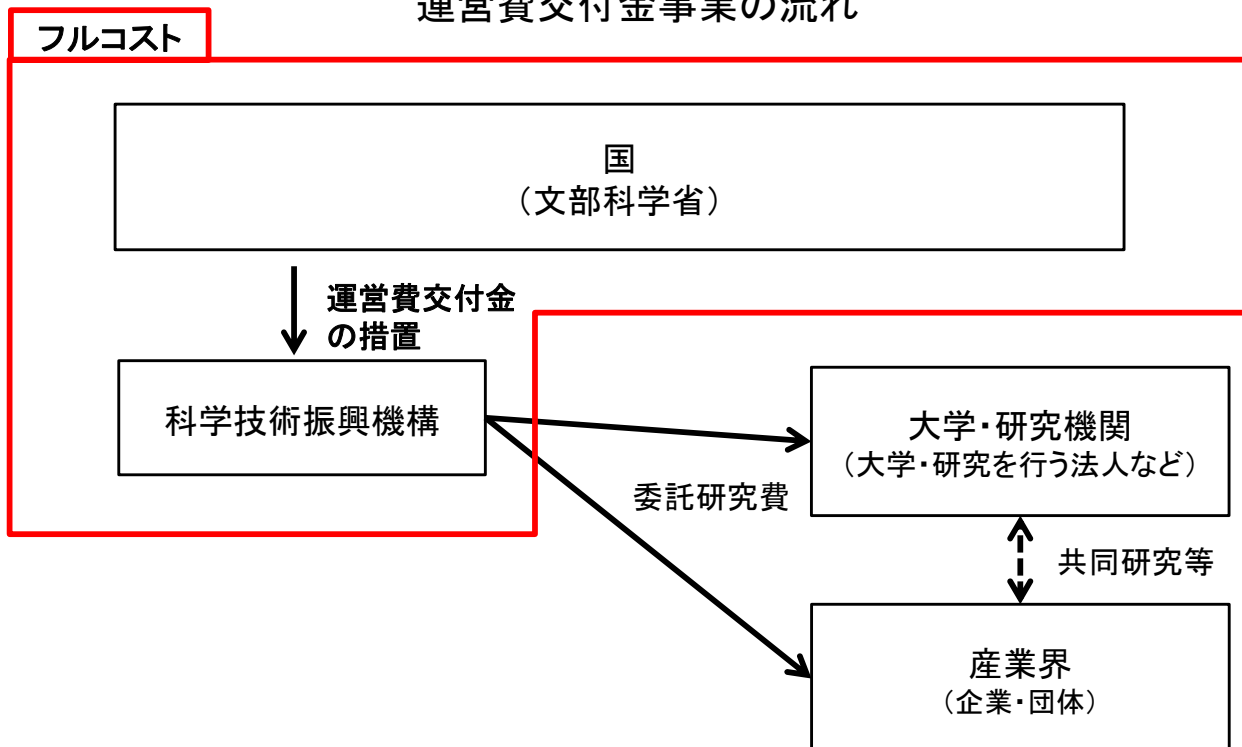 運営費交付金事業の流れ
フルコスト
国
（文部科学省）
運営費交付金
の措置
科学技術振興機構
大学・研究機関
（大学・研究を行う法人など）
委託研究費
共同研究等
産業界
（企業・団体）